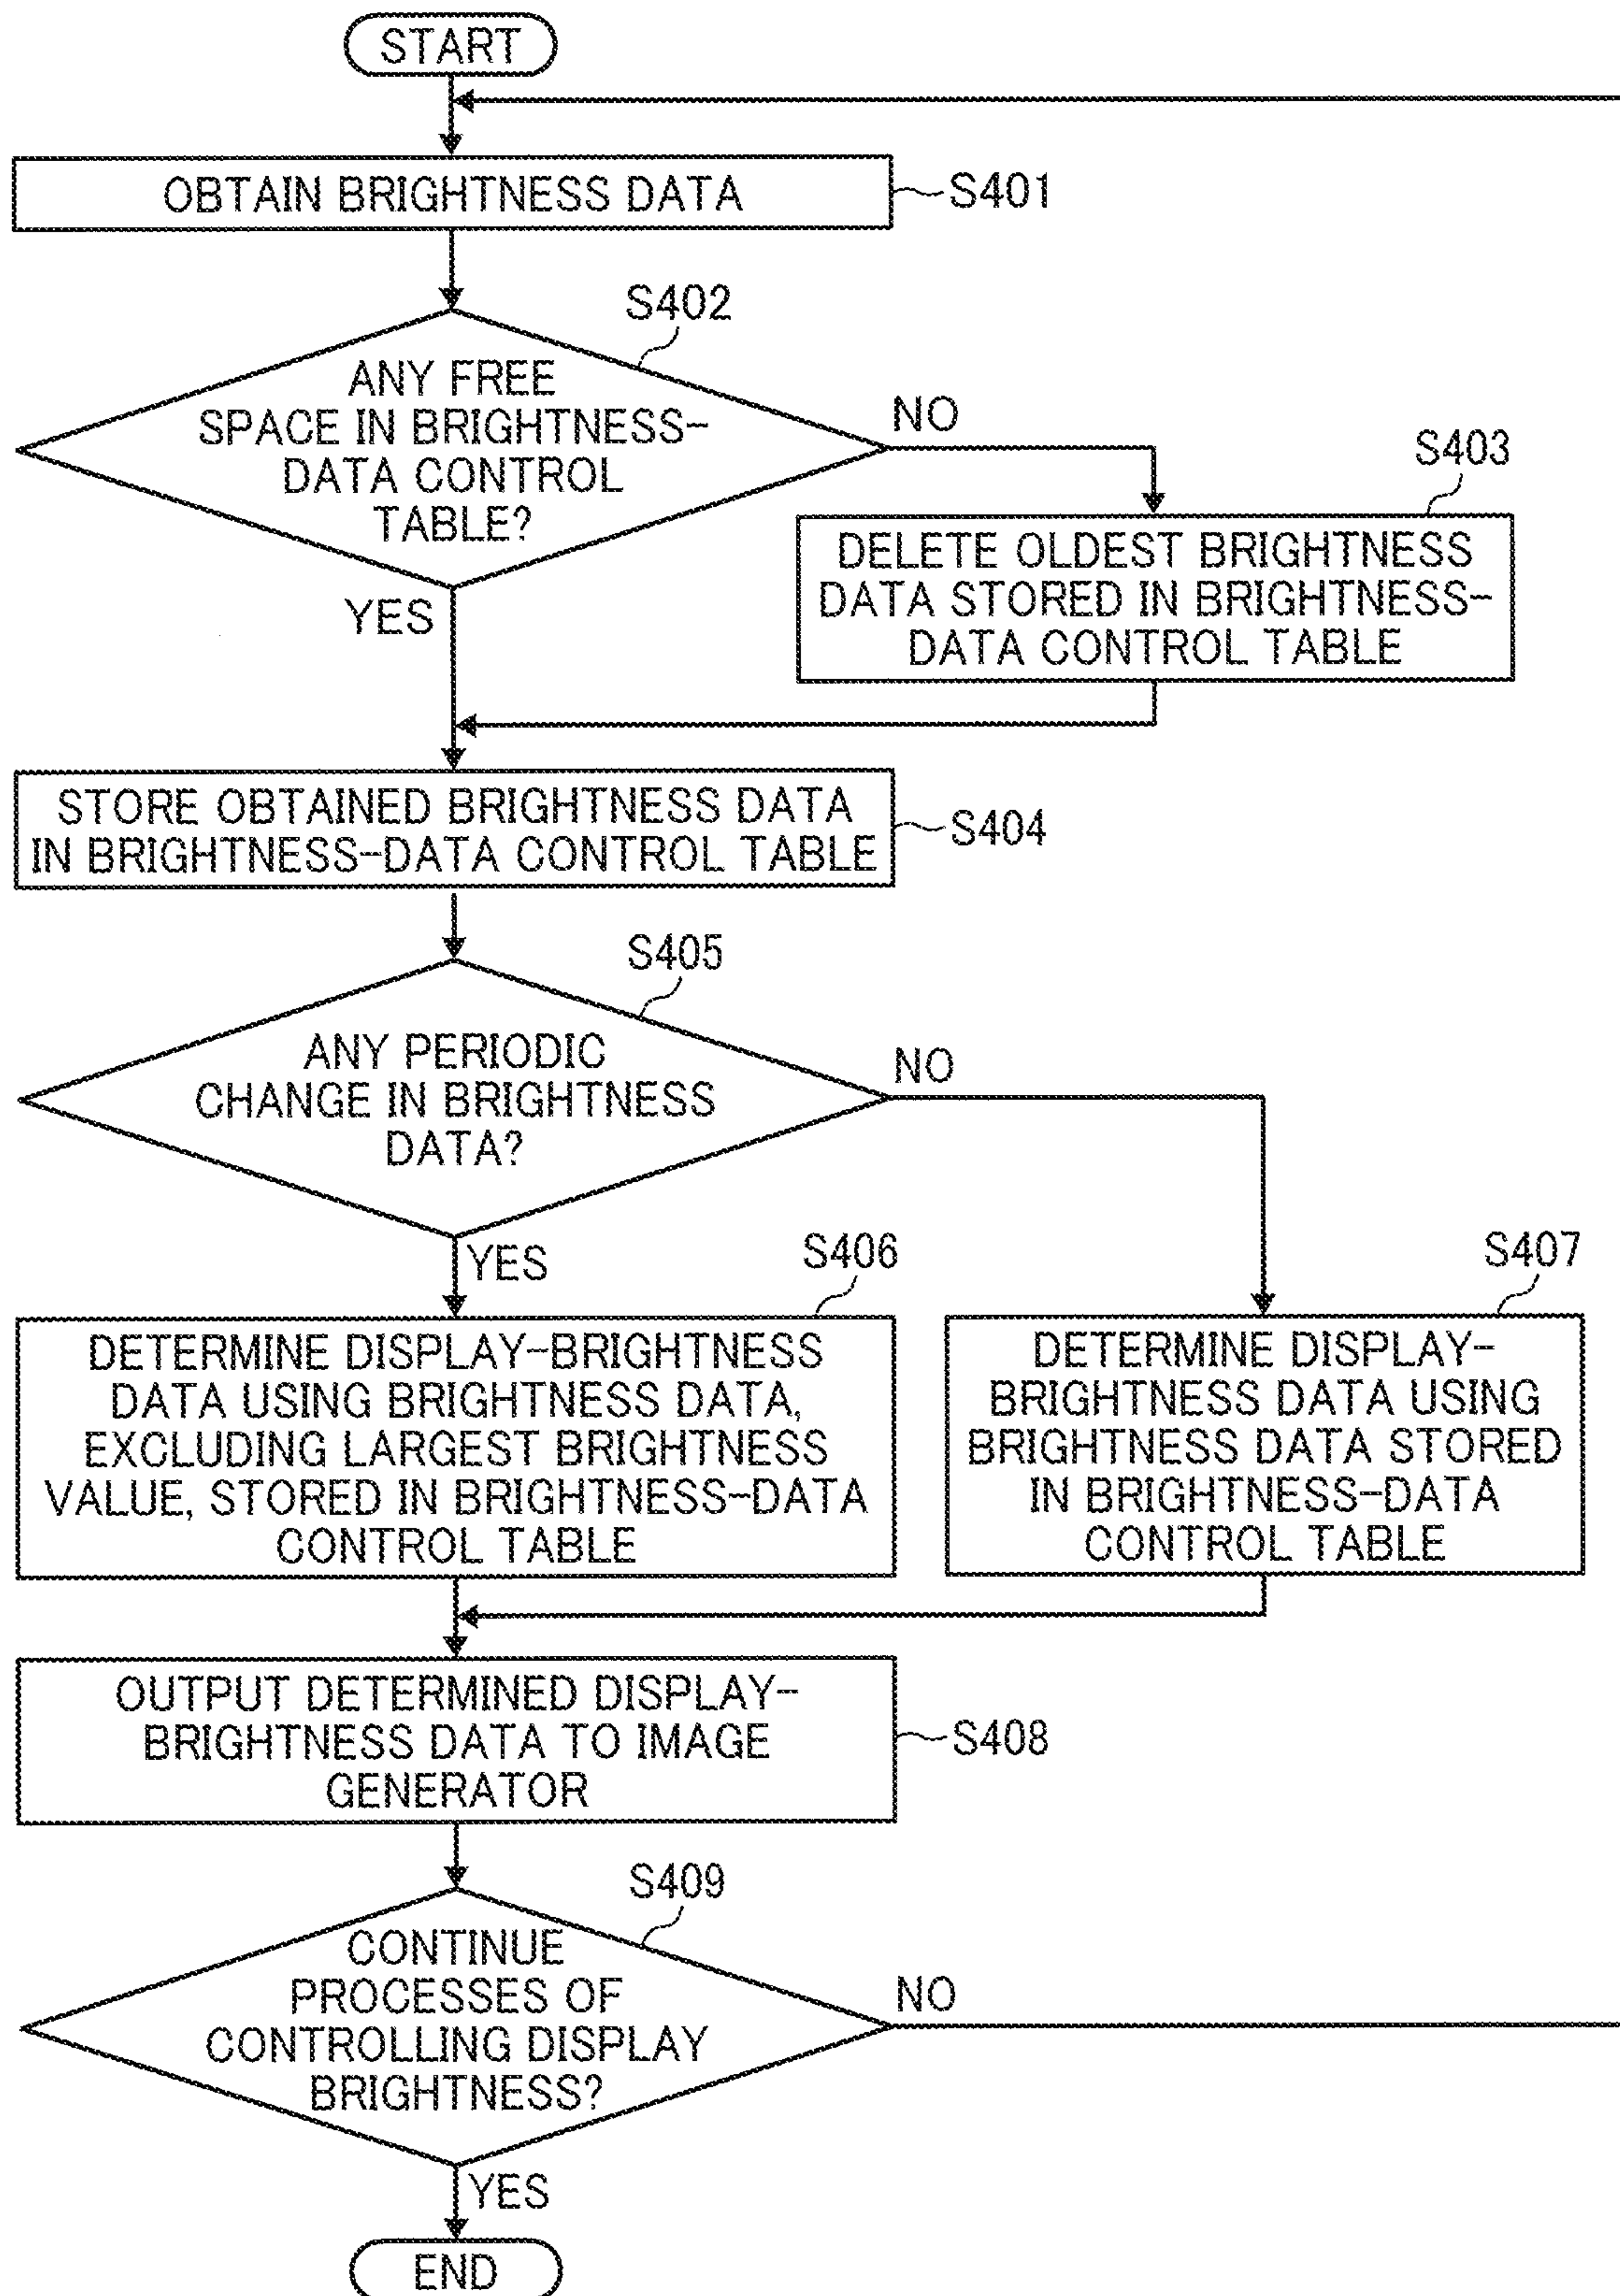 START
OBTAIN BRIGHTNESS DATA
S401
S402
ANY FREE
SPACE IN BRIGHTNESS-
DATA CONTROL
TABLE?
NO
YES
S403
DELETE OLDEST BRIGHTNESS
DATA STORED IN BRIGHTNESS-
DATA CONTROL TABLE
STORE OBTAINED BRIGHTNESS DATA
IN BRIGHTNESS-DATA CONTROL TABLE
S404
S405
ANY PERIODIC
CHANGE IN BRIGHTNESS
DATA?
NO
YES
S406
DETERMINE DISPLAY-BRIGHTNESS
DATA USING BRIGHTNESS DATA,
EXCLUDING LARGEST BRIGHTNESS
VALUE, STORED IN BRIGHTNESS-DATA
CONTROL TABLE
S407
DETERMINE DISPLAY-
BRIGHTNESS DATA USING
BRIGHTNESS DATA STORED
IN BRIGHTNESS-DATA
CONTROL TABLE
OUTPUT DETERMINED DISPLAY-
BRIGHTNESS DATA TO IMAGE
GENERATOR
S408
S409
CONTINUE
PROCESSES OF
CONTROLLING DISPLAY
BRIGHTNESS?
NO
YES
END